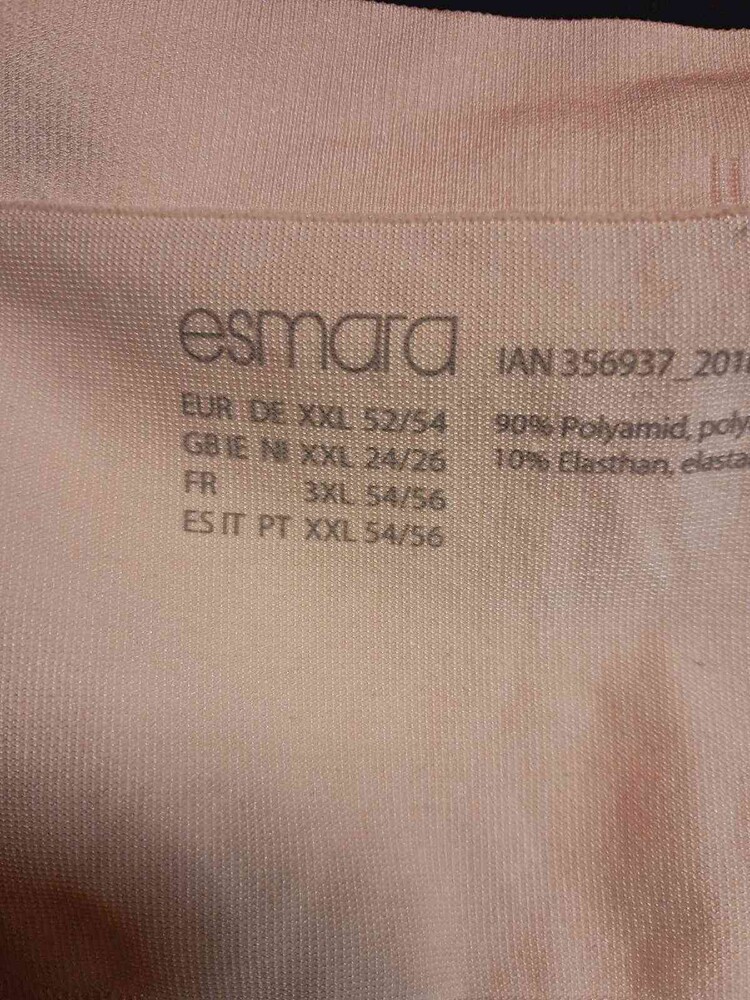 esmara
IAN 356937_201
EUR DE XXL 52/54
GB IE NI XXL 24/26
FR 3XL 54/56
ES IT PT XXL 54/56
90% Polyamid, poly
10% Elasthan, elasta